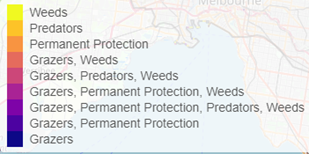 Melbourne
Weeds
Predators
Permanent Protection
Grazers, Weeds
Grazers, Predators, Weeds
Grazers, Permanent Protection, Weeds
Grazers, Permanent Protection, Predators, Weeds
Grazers, Permanent Protection
Grazers